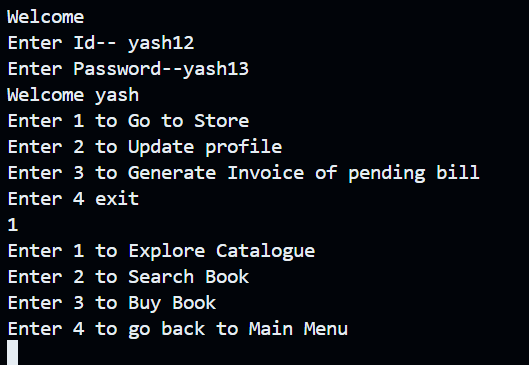 Welcome
Enter Id-- yash12
Enter Password--yash13
Welcome yash
Enter 1 to Go to Store
Enter 2 to Update profile
Enter 3 to Generate Invoice of pending bill
Enter 4 exit
1
Enter 1 to Explore Catalogue
Enter 2 to Search Book
Enter 3 to Buy Book
Enter 4 to go back to Main Menu